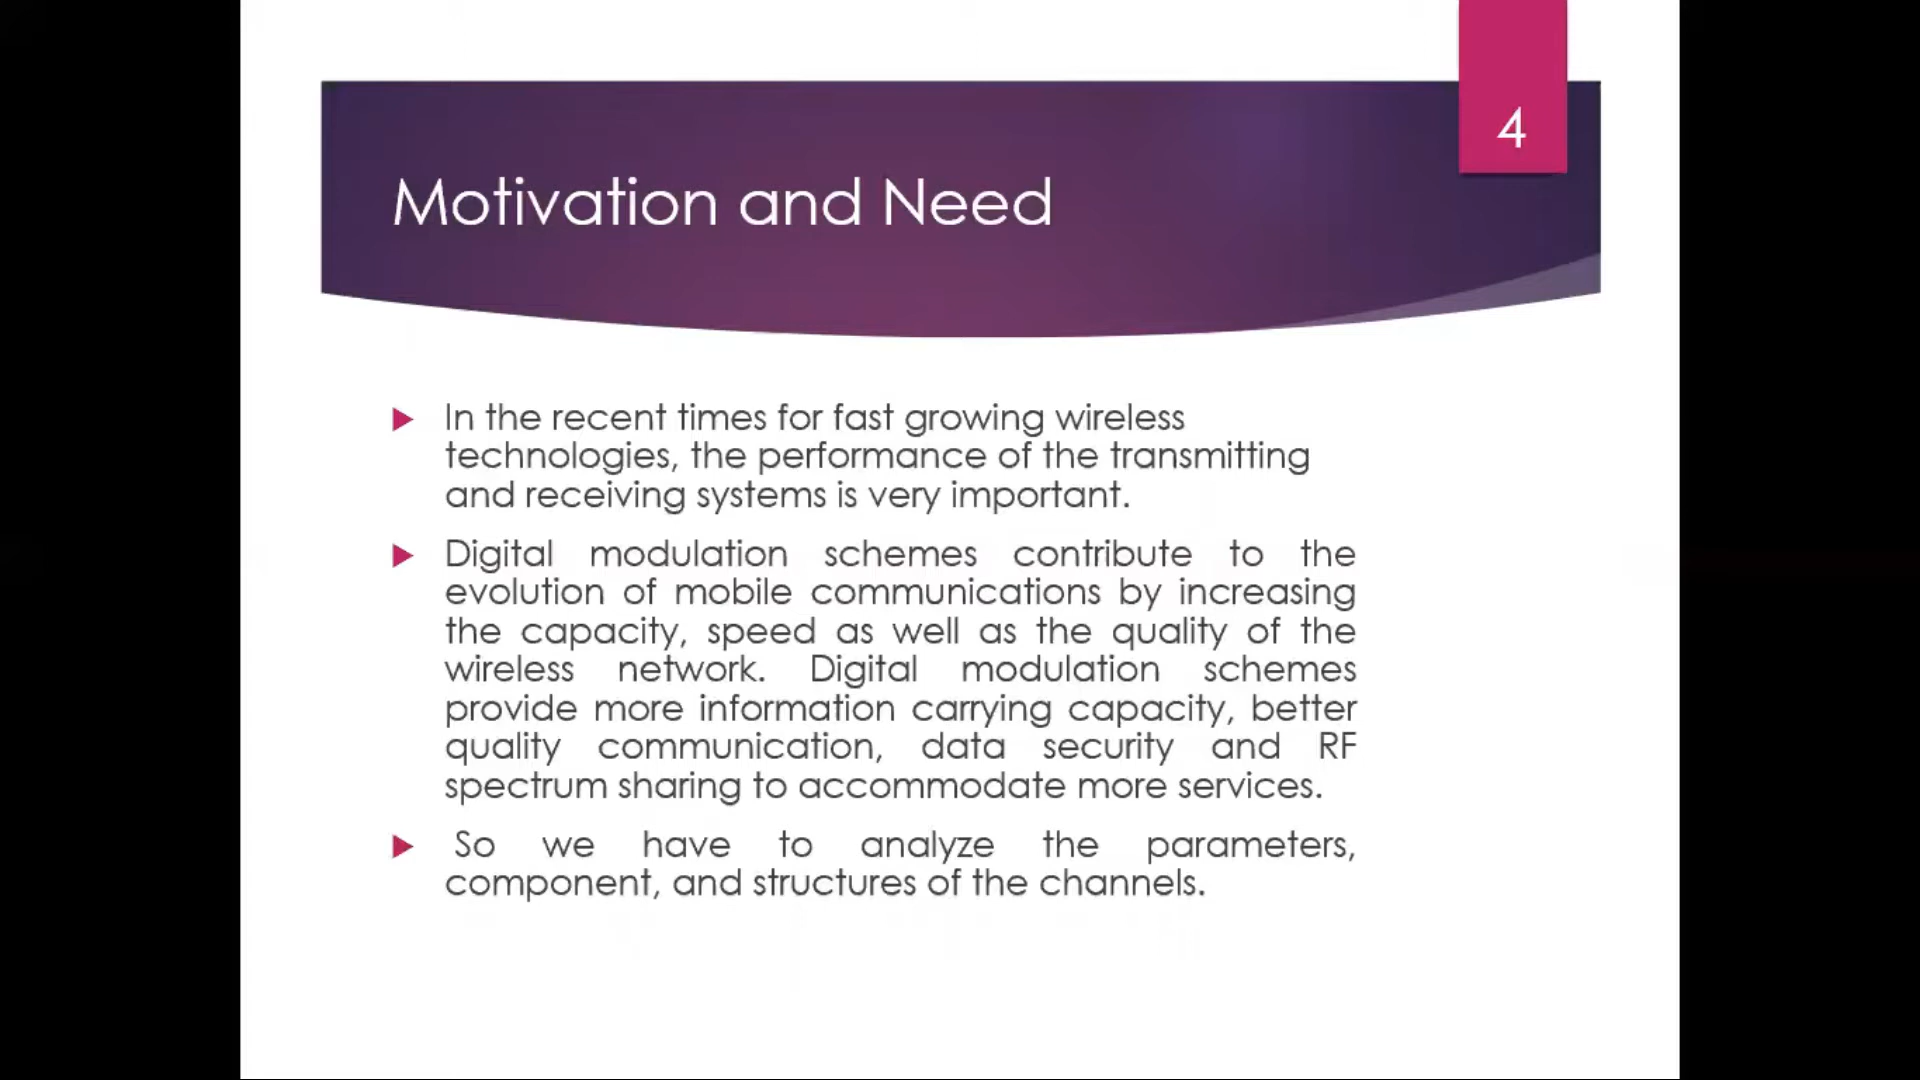 4
Motivation and Need
In the recent times for fast growing wireless
technologies, the performance of the transmitting
and receiving systems is very important.
Digital modulation schemes contribute to the
evolution of mobile communications by increasing
the capacity, speed as well as the quality of the
wireless network. Digital modulation schemes
provide more information carrying capacity, better
quality communication, data security and RF
spectrum sharing to accommodate more services.
So we have to analyze the parameters,
component, and structures of the channels.